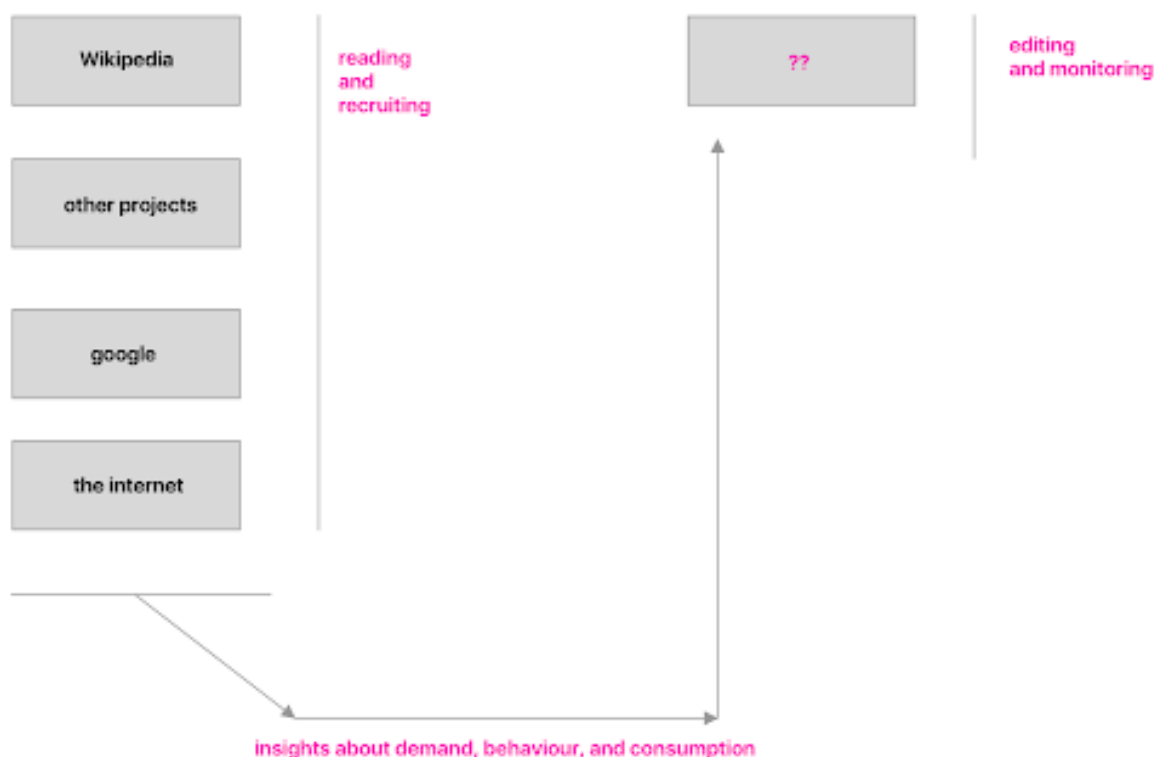 Wikipedia
reading
and
recruiting
??
editing
and monitoring
other projects
google
the internet
insights about demand, behaviour, and consumption